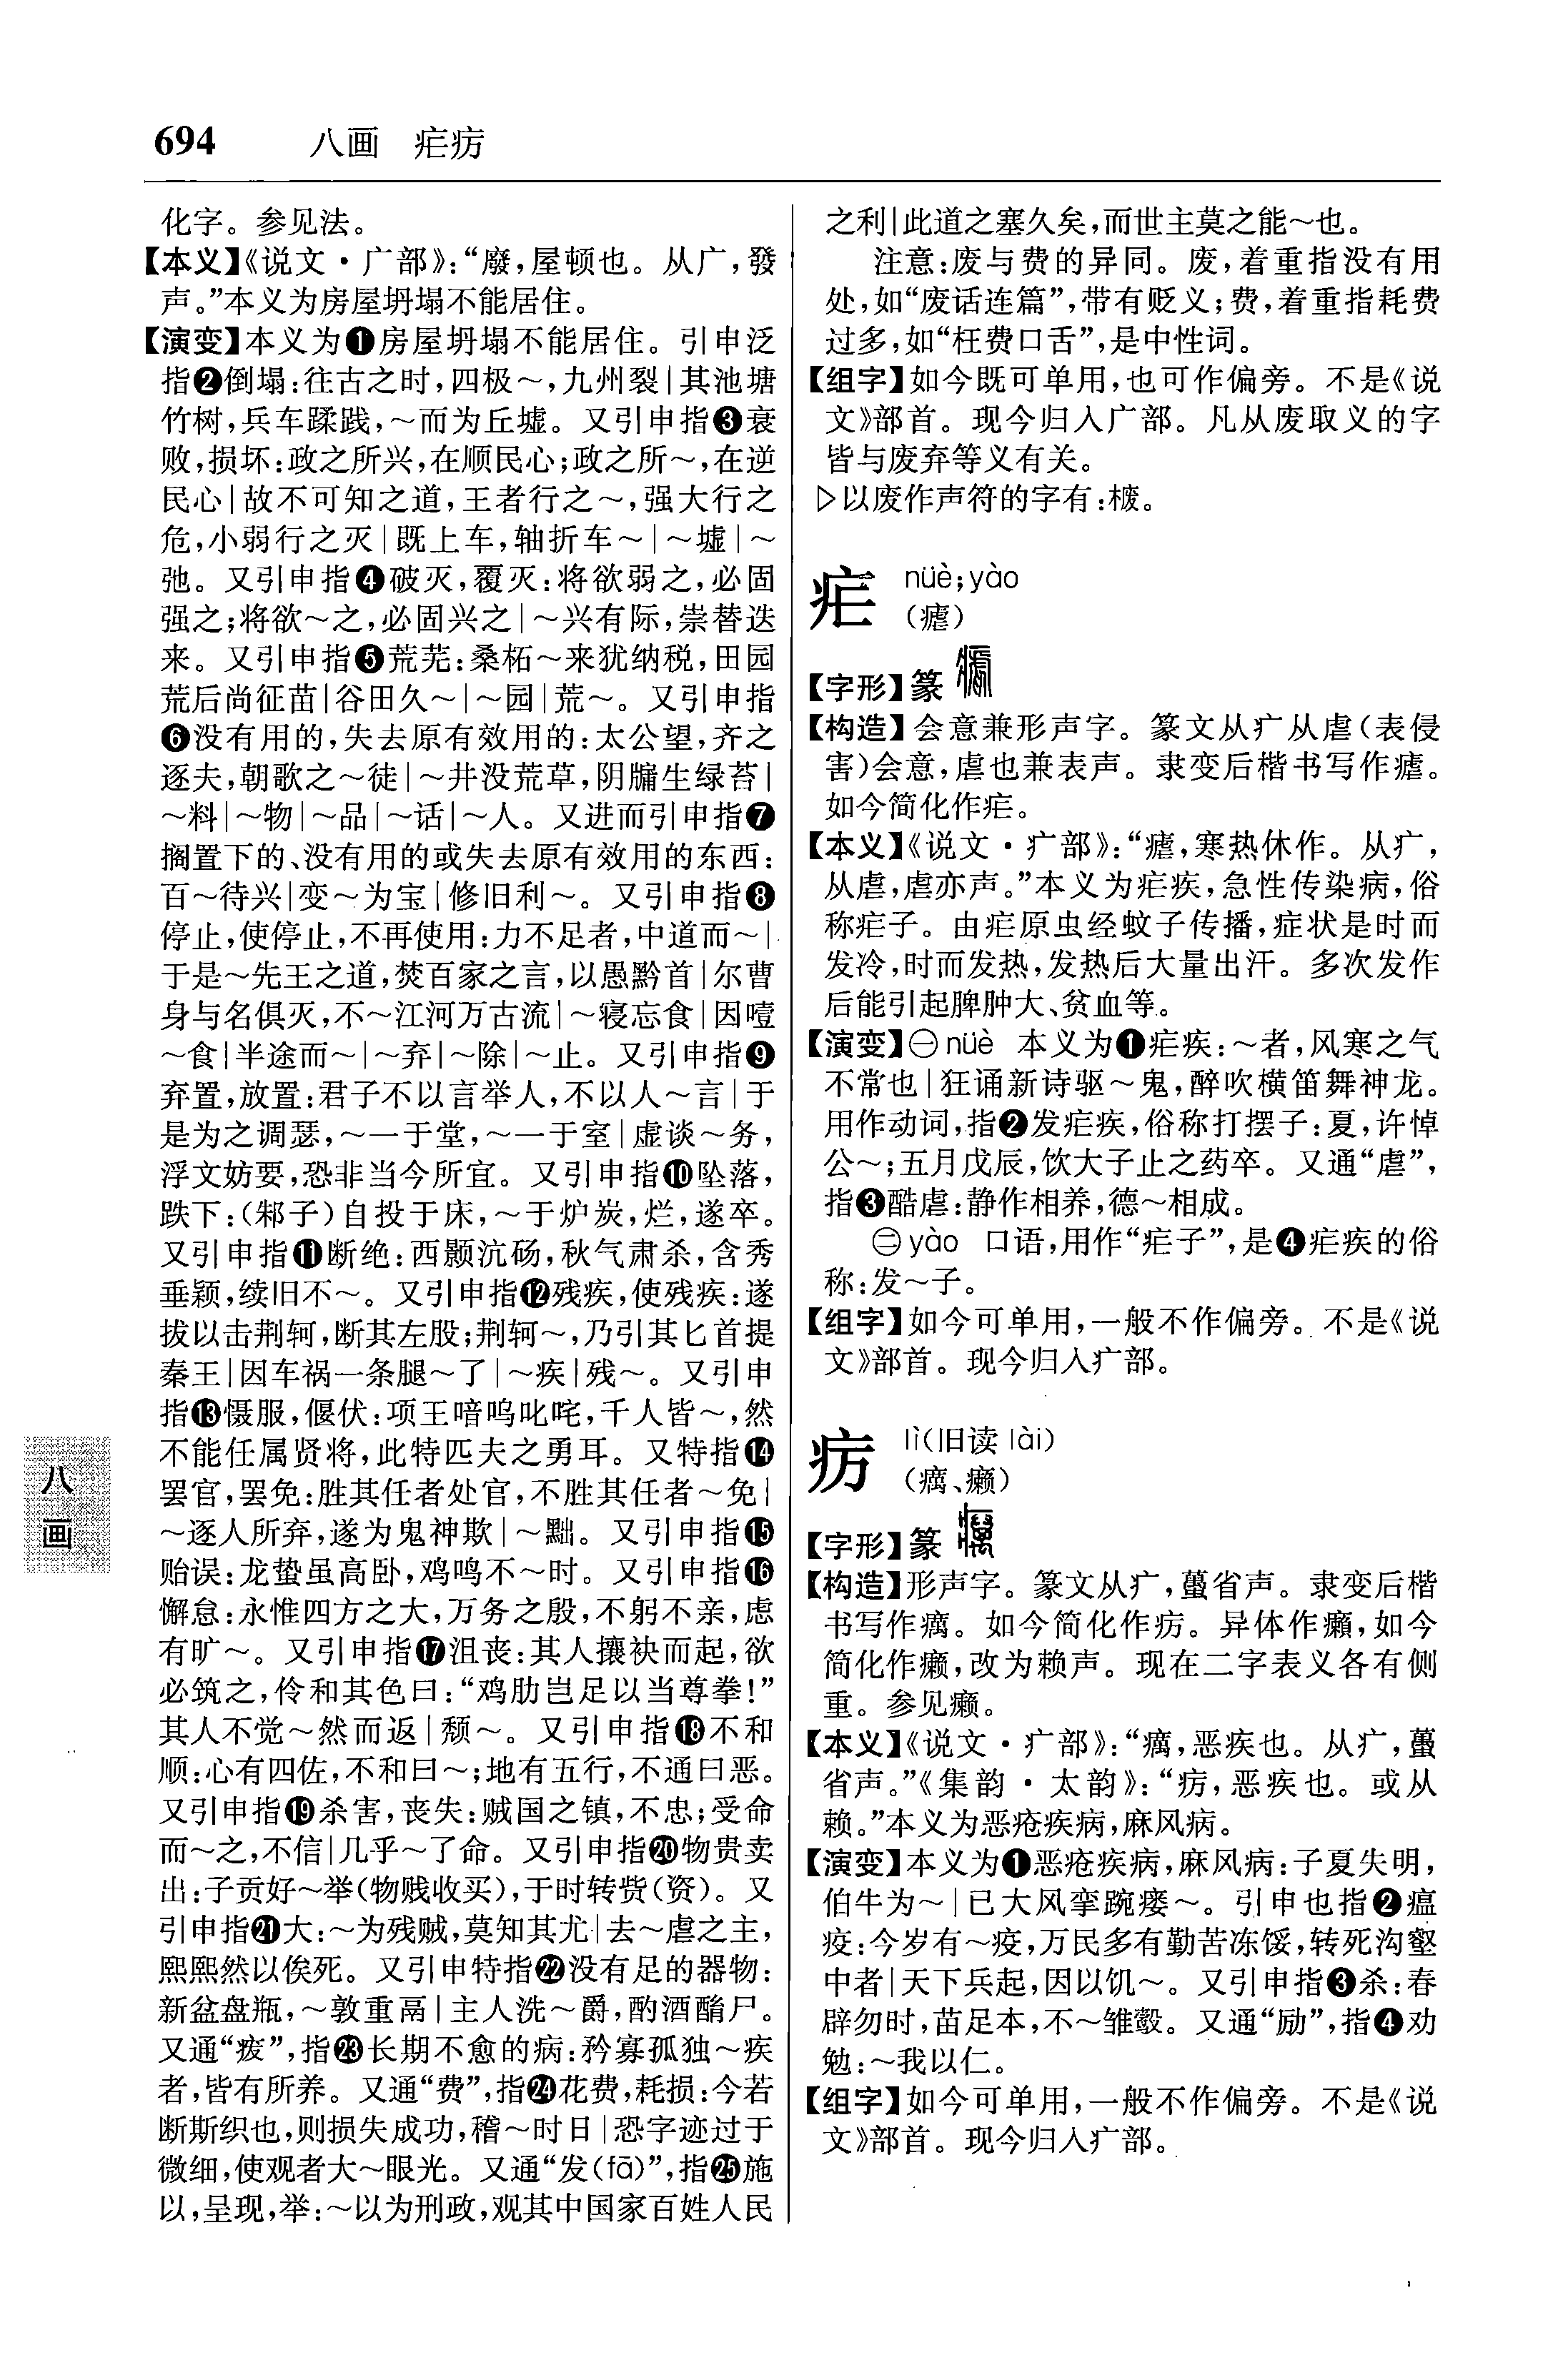 694 八画 疟疠
化字。参见法。
【本义】《说文·广部》:“廢,屋顿也。从广,發
声。”本义为房屋坍塌不能居住。
【演变】本义为❶房屋坍塌不能居住。引申泛
指❷倒塌:往古之时,四极～,九州裂|其池塘
竹树,兵车蹂践,～而为丘墟。又引申指❸衰
败,损坏:政之所兴,在顺民心;政之所～,在逆
民心|故不可知之道,王者行之～,强大行之
危,小弱行之灭|既上车,轴折车～|～墟|～
弛。又引申指❹破灭,覆灭:将欲弱之,必固
强之;将欲～之,必固兴之|～兴有际,崇替迭
来。又引申指❺荒芜:桑柘～来犹纳税,田园
荒后尚征苗|谷田久～|～园|荒～。又引申指
❻没有用的,失去原有效用的:太公望,齐之
逐夫,朝歌之～徒|～井没荒草,阴牖生绿苔|
～料|～物|～品|～话|～人。又进而引申指❼
搁置下的、没有用的或失去原有效用的东西:
百～待兴|变～为宝|修旧利～。又引申指❽
停止,使停止,不再使用:力不足者,中道而～|
于是～先王之道,焚百家之言,以愚黔首|尔曹
身与名俱灭,不～江河万古流|～寝忘食|因噎
～食|半途而～|～弃|～除|～止。又引申指❾
弃置,放置:君子不以言举人,不以人～言|于
是为之调瑟,～一于堂,～一于室|虚谈～务,
浮文妨要,恐非当今所宜。又引申指❿坠落,
跌下:(邾子)自投于床,～于炉炭,烂,遂卒。
又引申指⓫断绝:西颢沆砀,秋气肃杀,含秀
垂颖,续旧不～。又引申指⓬残疾,使残疾:遂
拔以击荆轲,断其左股;荆轲～,乃引其匕首提
秦王|因车祸一条腿～了|～疾|残～。又引申
指⓭慑服,偃伏:项王喑呜叱咤,千人皆～,然
不能任属贤将,此特匹夫之勇耳。又特指⓮
罢官,罢免:胜其任者处官,不胜其任者～免|
～逐人所弃,遂为鬼神欺|～黜。又引申指⓯
贻误:龙蛰虽高卧,鸡鸣不～时。又引申指⓰
懈怠:永惟四方之大,万务之殷,不躬不亲,虑
有旷～。又引申指⓱沮丧:其人攘袂而起,欲
必筑之,伶和其色曰:“鸡肋岂足以当尊拳!”
其人不觉～然而返|颓～。又引申指⓲不和
顺:心有四佐,不和曰～;地有五行,不通曰恶。
又引申指⓳杀害,丧失:贼国之镇,不忠;受命
而～之,不信|几乎～了命。又引申指⓴物贵卖
出:子贡好～举(物贱收买),于时转赀(资)。又
引申指㉑大:～为残贼,莫知其尤|去～虐之主,
熙熙然以俟死。又引申特指㉒没有足的器物:
新盆盘瓶,～敦重鬲|主人洗～爵,酌酒酳尸。
又通“癈”,指㉓长期不愈的病:矜寡孤独～疾
者,皆有所养。又通“费”,指㉔花费,耗损:今若
断斯织也,则损失成功,稽～时日|恐字迹过于
微细,使观者大～眼光。又通“发(fā)”,指㉕施
以,呈现,举:～以为刑政,观其中国家百姓人民
之利|此道之塞久矣,而世主莫之能～也。
注意:废与费的异同。废,着重指没有用
处,如“废话连篇”,带有贬义;费,着重指耗费
过多,如“枉费口舌”,是中性词。
【组字】如今既可单用,也可作偏旁。不是《说
文》部首。现今归入广部。凡从废取义的字
皆与废弃等义有关。
▷以废作声符的字有:櫠。
疟 nüè;yào
(瘧)
【字形】篆
【构造】会意兼形声字。篆文从疒从虐(表侵
害)会意,虐也兼表声。隶变后楷书写作瘧。
如今简化作疟。
【本义】《说文·疒部》:“瘧,寒热休作。从疒,
从虐,虐亦声。”本义为疟疾,急性传染病,俗
称疟子。由疟原虫经蚊子传播,症状是时而
发冷,时而发热,发热后大量出汗。多次发作
后能引起脾肿大、贫血等。
【演变】㊀nüè 本义为❶疟疾:～者,风寒之气
不常也|狂诵新诗驱～鬼,醉吹横笛舞神龙。
用作动词,指❷发疟疾,俗称打摆子:夏,许悼
公～;五月戊辰,饮大子止之药卒。又通“虐”,
指❸酷虐:静作相养,德～相成。
㊁yào 口语,用作“疟子”,是❹疟疾的俗
称:发～子。
【组字】如今可单用,一般不作偏旁。不是《说
文》部首。现今归入疒部。
疠 lì(旧读 lài)
(癘、癞)
【字形】篆
【构造】形声字。篆文从疒,蠆省声。隶变后楷
书写作癘。如今简化作疠。异体作癩,如今
简化作癞,改为赖声。现在二字表义各有侧
重。参见癞。
【本义】《说文·疒部》:“癘,恶疾也。从疒,蠆
省声。”《集韵·太韵》:“疠,恶疾也。或从
赖。”本义为恶疮疾病,麻风病。
【演变】本义为❶恶疮疾病,麻风病:子夏失明,
伯牛为～|已大风挛踠瘘～。引申也指❷瘟
疫:今岁有～疫,万民多有勤苦冻馁,转死沟壑
中者|天下兵起,因以饥～。又引申指❸杀:春
辟勿时,苗足本,不～雏鷇。又通“励”,指❹劝
勉:～我以仁。
【组字】如今可单用,一般不作偏旁。不是《说
文》部首。现今归入疒部。
八
画